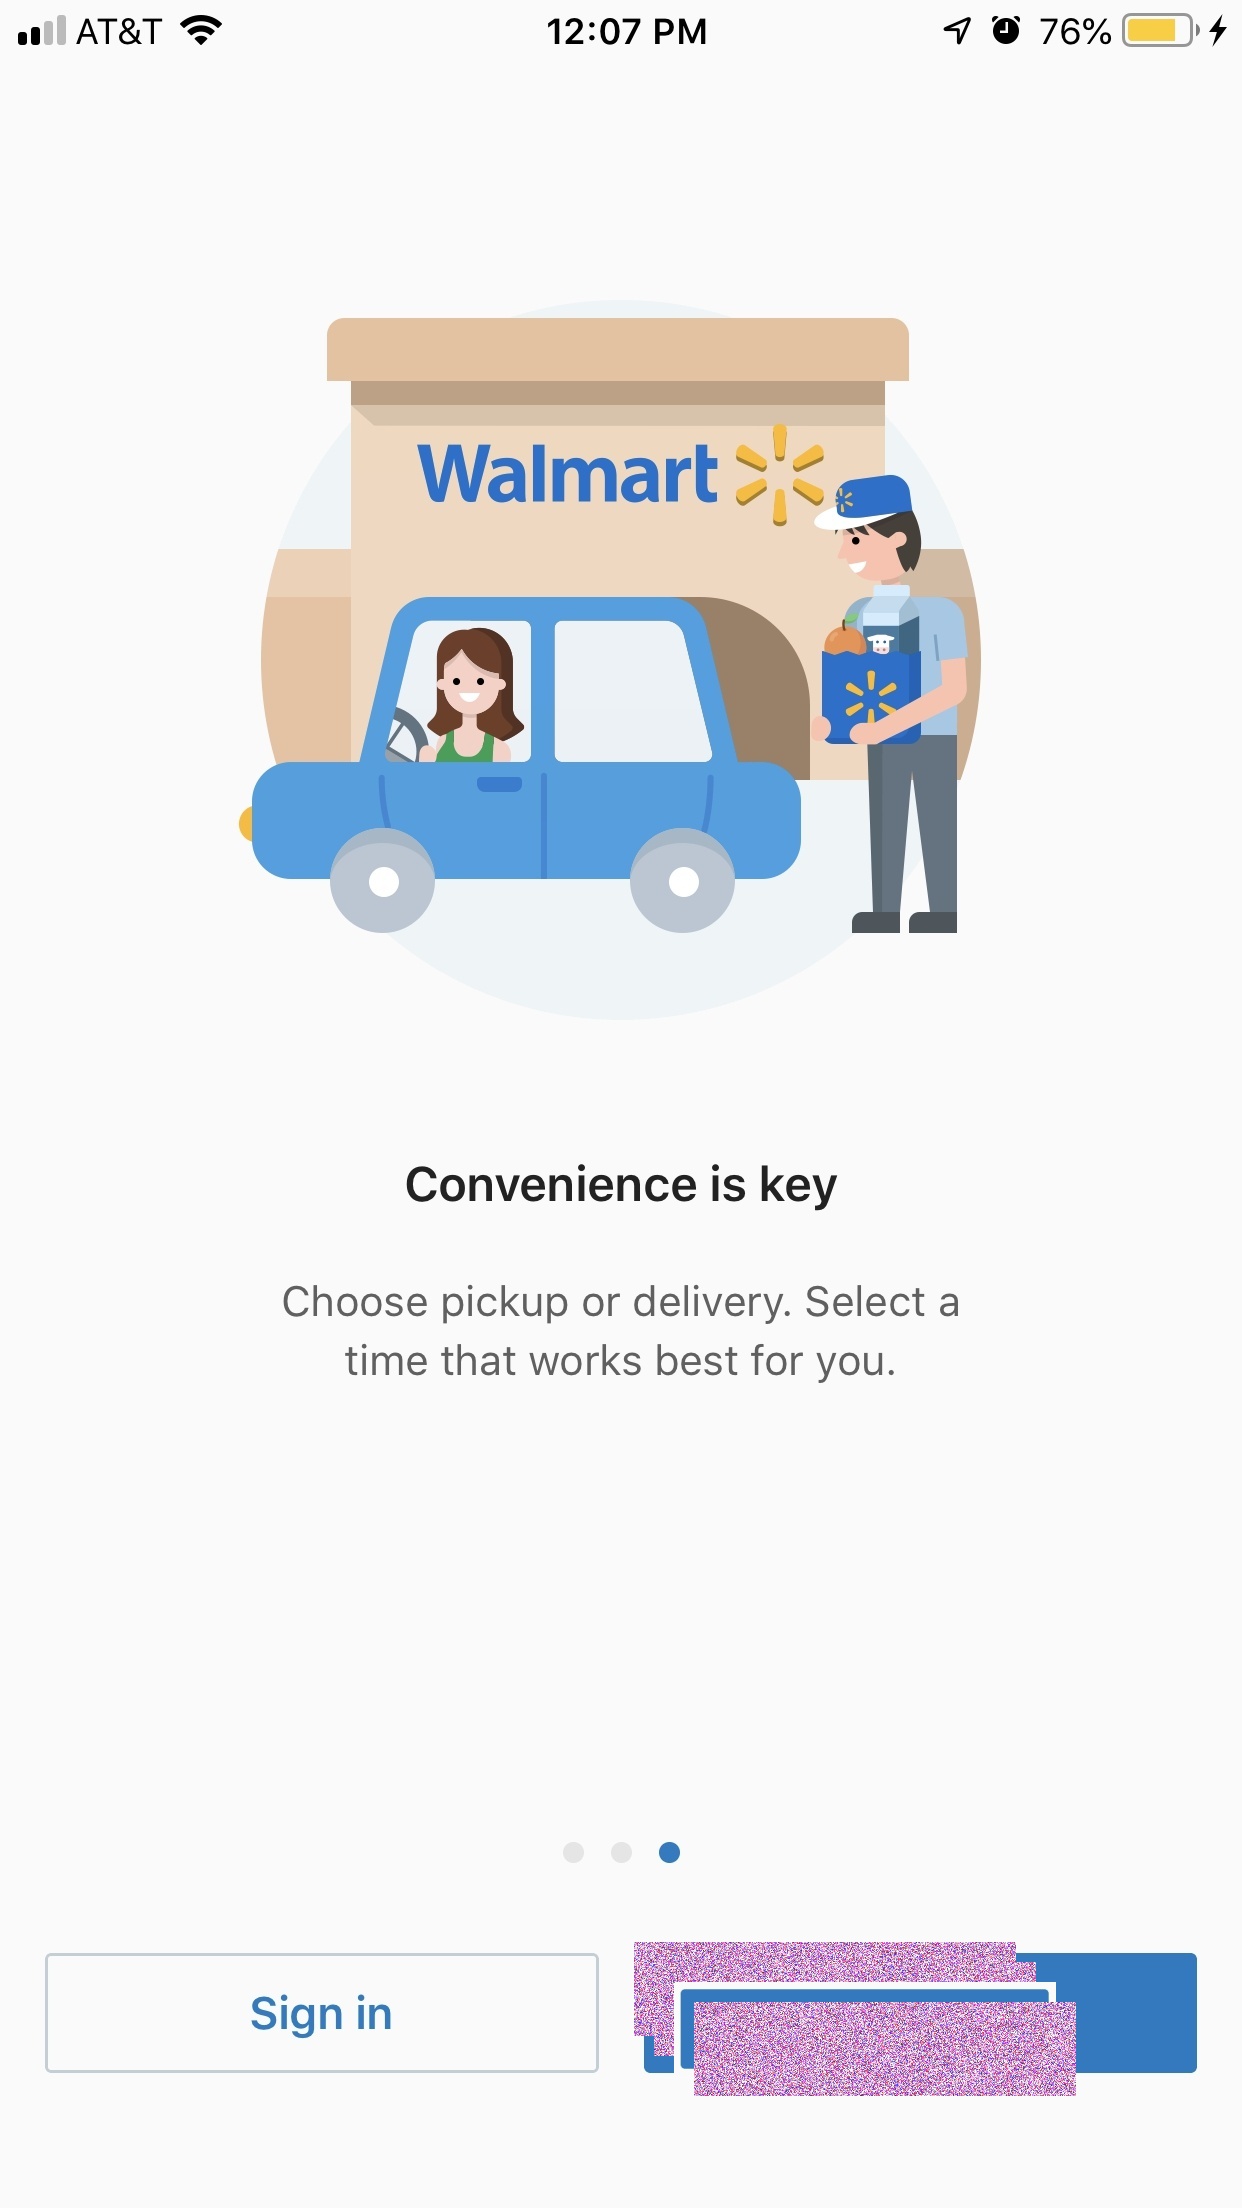 AT&T 12:07 PM 76%
Walmart
Convenience is key
Choose pickup or delivery. Select a
time that works best for you.
Sign in